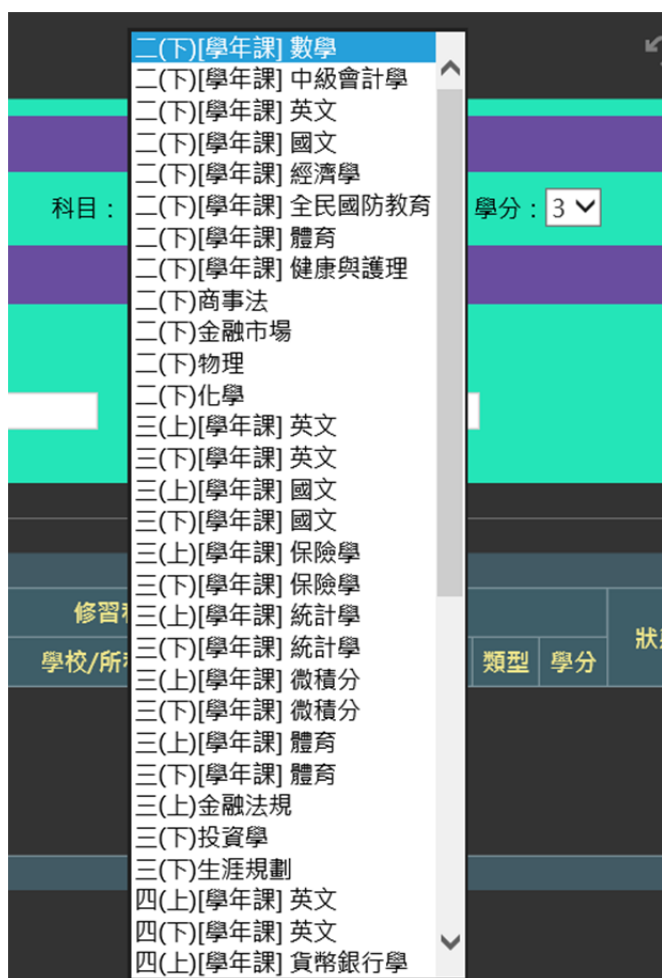 二(下)[學年課] 數學
二(下)[學年課] 中級會計學
二(下)[學年課] 英文
二(下)[學年課] 國文
二(下)[學年課] 經濟學
科目： 二(下)[學年課] 全民國防教育 學分：3
二(下)[學年課] 體育
二(下)[學年課] 健康與護理
二(下)商事法
二(下)金融市場
二(下)物理
二(下)化學
三(上)[學年課] 英文
三(下)[學年課] 英文
三(上)[學年課] 國文
三(下)[學年課] 國文
三(上)[學年課] 保險學
三(下)[學年課] 保險學
修習 三(上)[學年課] 統計學
三(下)[學年課] 統計學
學校/所 類型 學分
三(上)[學年課] 微積分
三(下)[學年課] 微積分
三(上)[學年課] 體育
三(下)[學年課] 體育
三(上)金融法規
三(下)投資學
三(下)生涯規劃
四(上)[學年課] 英文
四(下)[學年課] 英文
四(上)[學年課] 貨幣銀行學